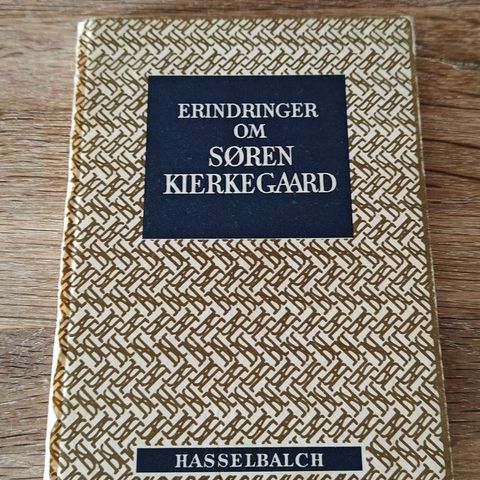 ERINDRINGER
OM
SØREN
KIERKEGAARD
HASSELBALCH